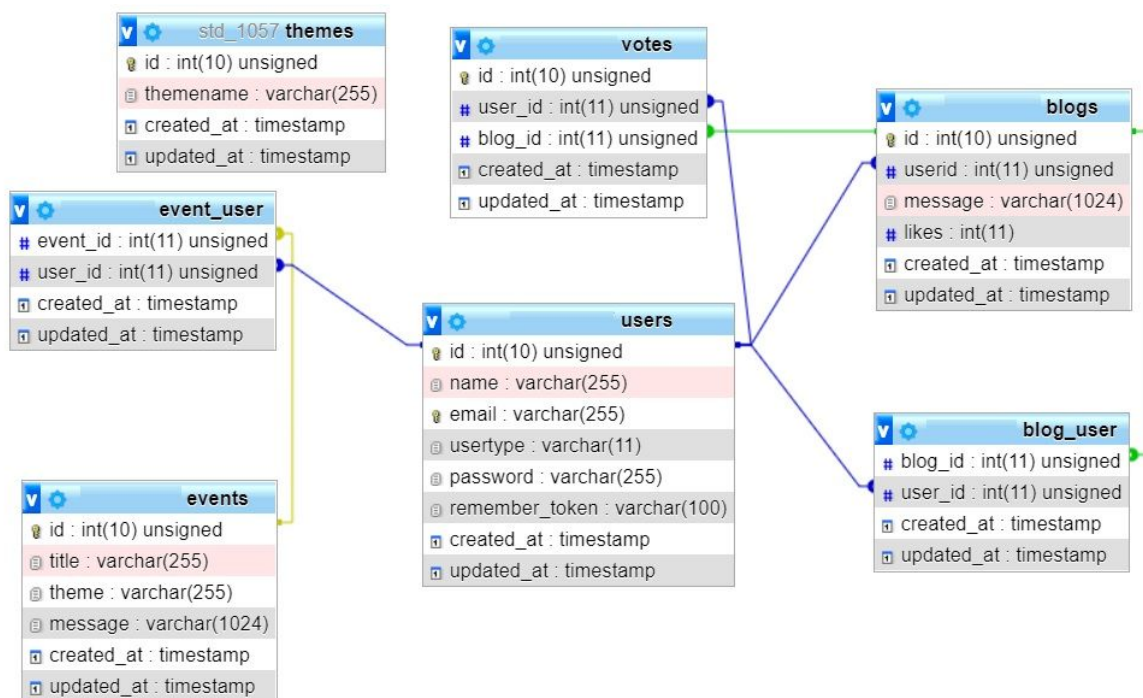 v std_1057 themes
id : int(10) unsigned
themename : varchar(255)
created_at : timestamp
updated_at : timestamp
v votes
id : int(10) unsigned
# user_id : int(11) unsigned
# blog_id : int(11) unsigned
created_at : timestamp
updated_at : timestamp
v blogs
id : int(10) unsigned
# userid : int(11) unsigned
message : varchar(1024)
# likes : int(11)
created_at : timestamp
updated_at : timestamp
v event_user
# event_id : int(11) unsigned
# user_id : int(11) unsigned
created_at : timestamp
updated_at : timestamp
v users
id : int(10) unsigned
name : varchar(255)
email : varchar(255)
usertype : varchar(11)
password : varchar(255)
remember_token : varchar(100)
created_at : timestamp
updated_at : timestamp
v blog_user
# blog_id : int(11) unsigned
# user_id : int(11) unsigned
created_at : timestamp
updated_at : timestamp
v events
id : int(10) unsigned
title : varchar(255)
theme : varchar(255)
message : varchar(1024)
created_at : timestamp
updated_at : timestamp